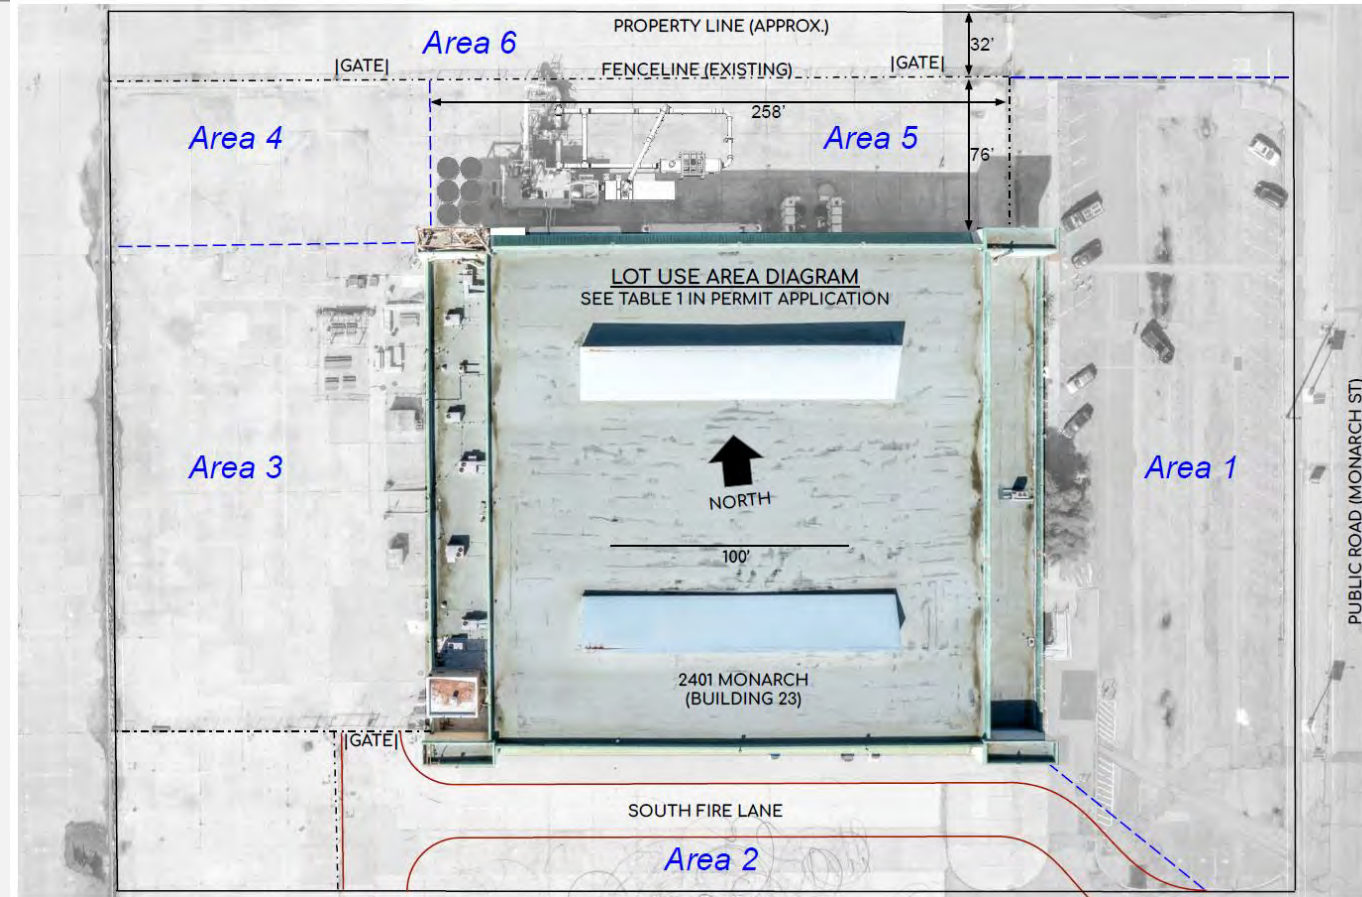 PROPERTY LINE (APPROX.)
Area 6
32'
|GATE|
FENCELINE (EXISTING)
|GATE|
258'
Area 4
Area 5
76'
LOT USE AREA DIAGRAM
SEE TABLE 1 IN PERMIT APPLICATION
Area 3
Area 1
NORTH
PUBLIC ROAD (MONARCH ST)
100'
2401 MONARCH
(BUILDING 23)
|GATE|
SOUTH FIRE LANE
Area 2